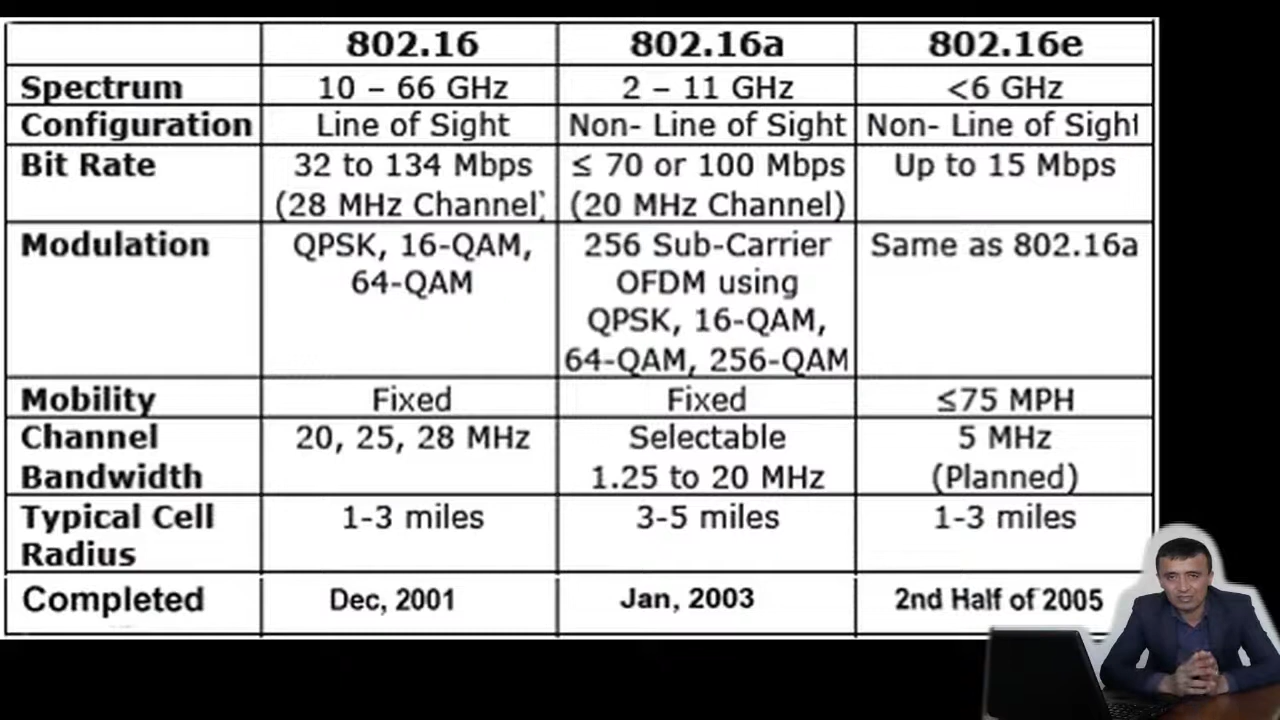 802.16 802.16a 802.16e
Spectrum 10 – 66 GHz 2 – 11 GHz <6 GHz
Configuration Line of Sight Non- Line of Sight Non- Line of Sight
Bit Rate 32 to 134 Mbps ≤ 70 or 100 Mbps Up to 15 Mbps
(28 MHz Channel) (20 MHz Channel)
Modulation QPSK, 16-QAM, 256 Sub-Carrier Same as 802.16a
64-QAM OFDM using
QPSK, 16-QAM,
64-QAM, 256-QAM
Mobility Fixed Fixed ≤75 MPH
Channel 20, 25, 28 MHz Selectable 5 MHz
Bandwidth 1.25 to 20 MHz (Planned)
Typical Cell 1-3 miles 3-5 miles 1-3 miles
Radius
Completed Dec, 2001 Jan, 2003 2nd Half of 2005